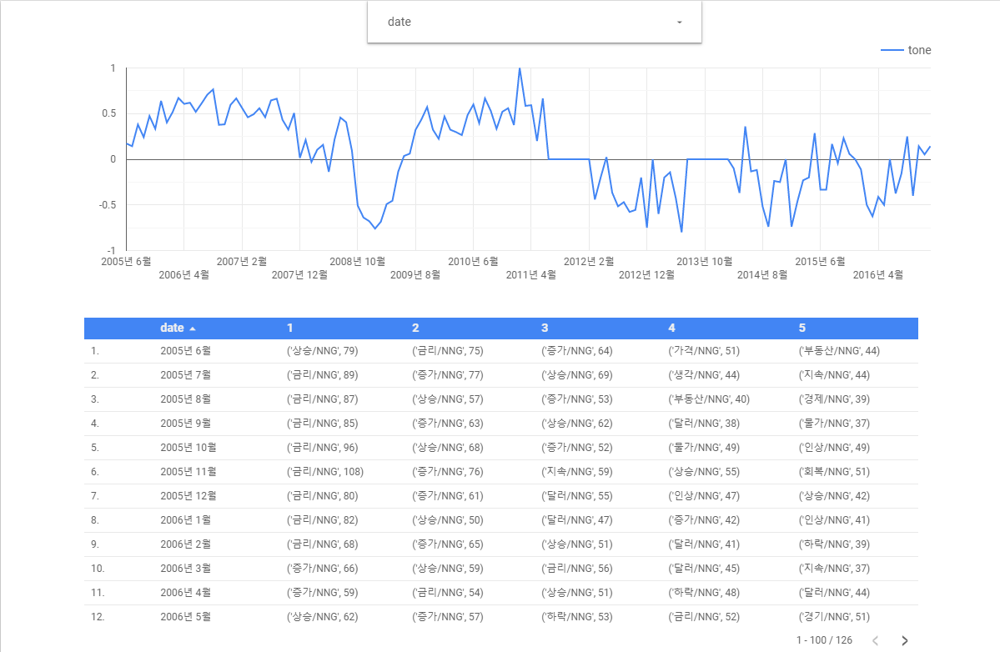 date
tone
1
0.5
0
-0.5
-1
2005년 6월 2007년 2월 2008년 10월 2010년 6월 2012년 2월 2013년 10월 2015년 6월
2006년 4월 2007년 12월 2009년 8월 2011년 4월 2012년 12월 2014년 8월 2016년 4월
date 1 2 3 4 5
1. 2005년 6월 ('상승/NNG', 79) ('금리/NNG', 75) ('증가/NNG', 64) ('가격/NNG', 51) ('부동산/NNG', 44)
2. 2005년 7월 ('금리/NNG', 89) ('증가/NNG', 77) ('상승/NNG', 69) ('생각/NNG', 44) ('지속/NNG', 44)
3. 2005년 8월 ('금리/NNG', 87) ('상승/NNG', 57) ('증가/NNG', 53) ('부동산/NNG', 40) ('경제/NNG', 39)
4. 2005년 9월 ('금리/NNG', 85) ('증가/NNG', 63) ('상승/NNG', 62) ('달러/NNG', 38) ('물가/NNG', 37)
5. 2005년 10월 ('금리/NNG', 96) ('상승/NNG', 68) ('증가/NNG', 52) ('물가/NNG', 49) ('인상/NNG', 49)
6. 2005년 11월 ('금리/NNG', 108) ('증가/NNG', 76) ('지속/NNG', 59) ('상승/NNG', 55) ('회복/NNG', 51)
7. 2005년 12월 ('금리/NNG', 80) ('증가/NNG', 61) ('달러/NNG', 55) ('인상/NNG', 47) ('상승/NNG', 42)
8. 2006년 1월 ('금리/NNG', 82) ('상승/NNG', 50) ('달러/NNG', 47) ('증가/NNG', 42) ('인상/NNG', 41)
9. 2006년 2월 ('금리/NNG', 68) ('증가/NNG', 65) ('상승/NNG', 51) ('달러/NNG', 41) ('하락/NNG', 39)
10. 2006년 3월 ('증가/NNG', 66) ('상승/NNG', 59) ('금리/NNG', 56) ('달러/NNG', 45) ('지속/NNG', 37)
11. 2006년 4월 ('증가/NNG', 59) ('금리/NNG', 54) ('상승/NNG', 51) ('하락/NNG', 48) ('달러/NNG', 44)
12. 2006년 5월 ('상승/NNG', 62) ('증가/NNG', 57) ('하락/NNG', 53) ('금리/NNG', 52) ('경기/NNG', 51)
1 - 100 / 126